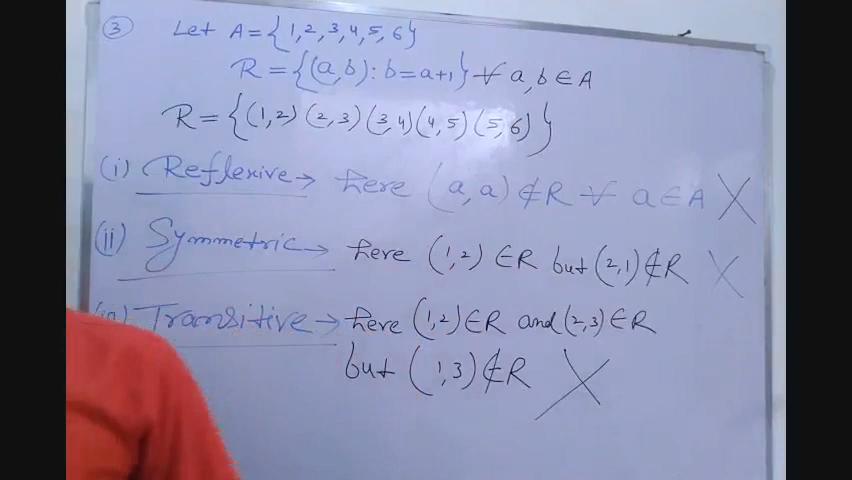 ③ Let A = {1,2,3,4,5,6}
R = {(a,b): b=a+1} ∀ a,b ∈ A
R = {(1,2) (2,3) (3,4) (4,5) (5,6)}
(i) Reflexive → here (a,a) ∉ R ∀ a ∈ A X
(ii) Symmetric → here (1,2) ∈ R but (2,1) ∉ R X
Transitive → here (1,2) ∈ R and (2,3) ∈ R
but (1,3) ∉ R X